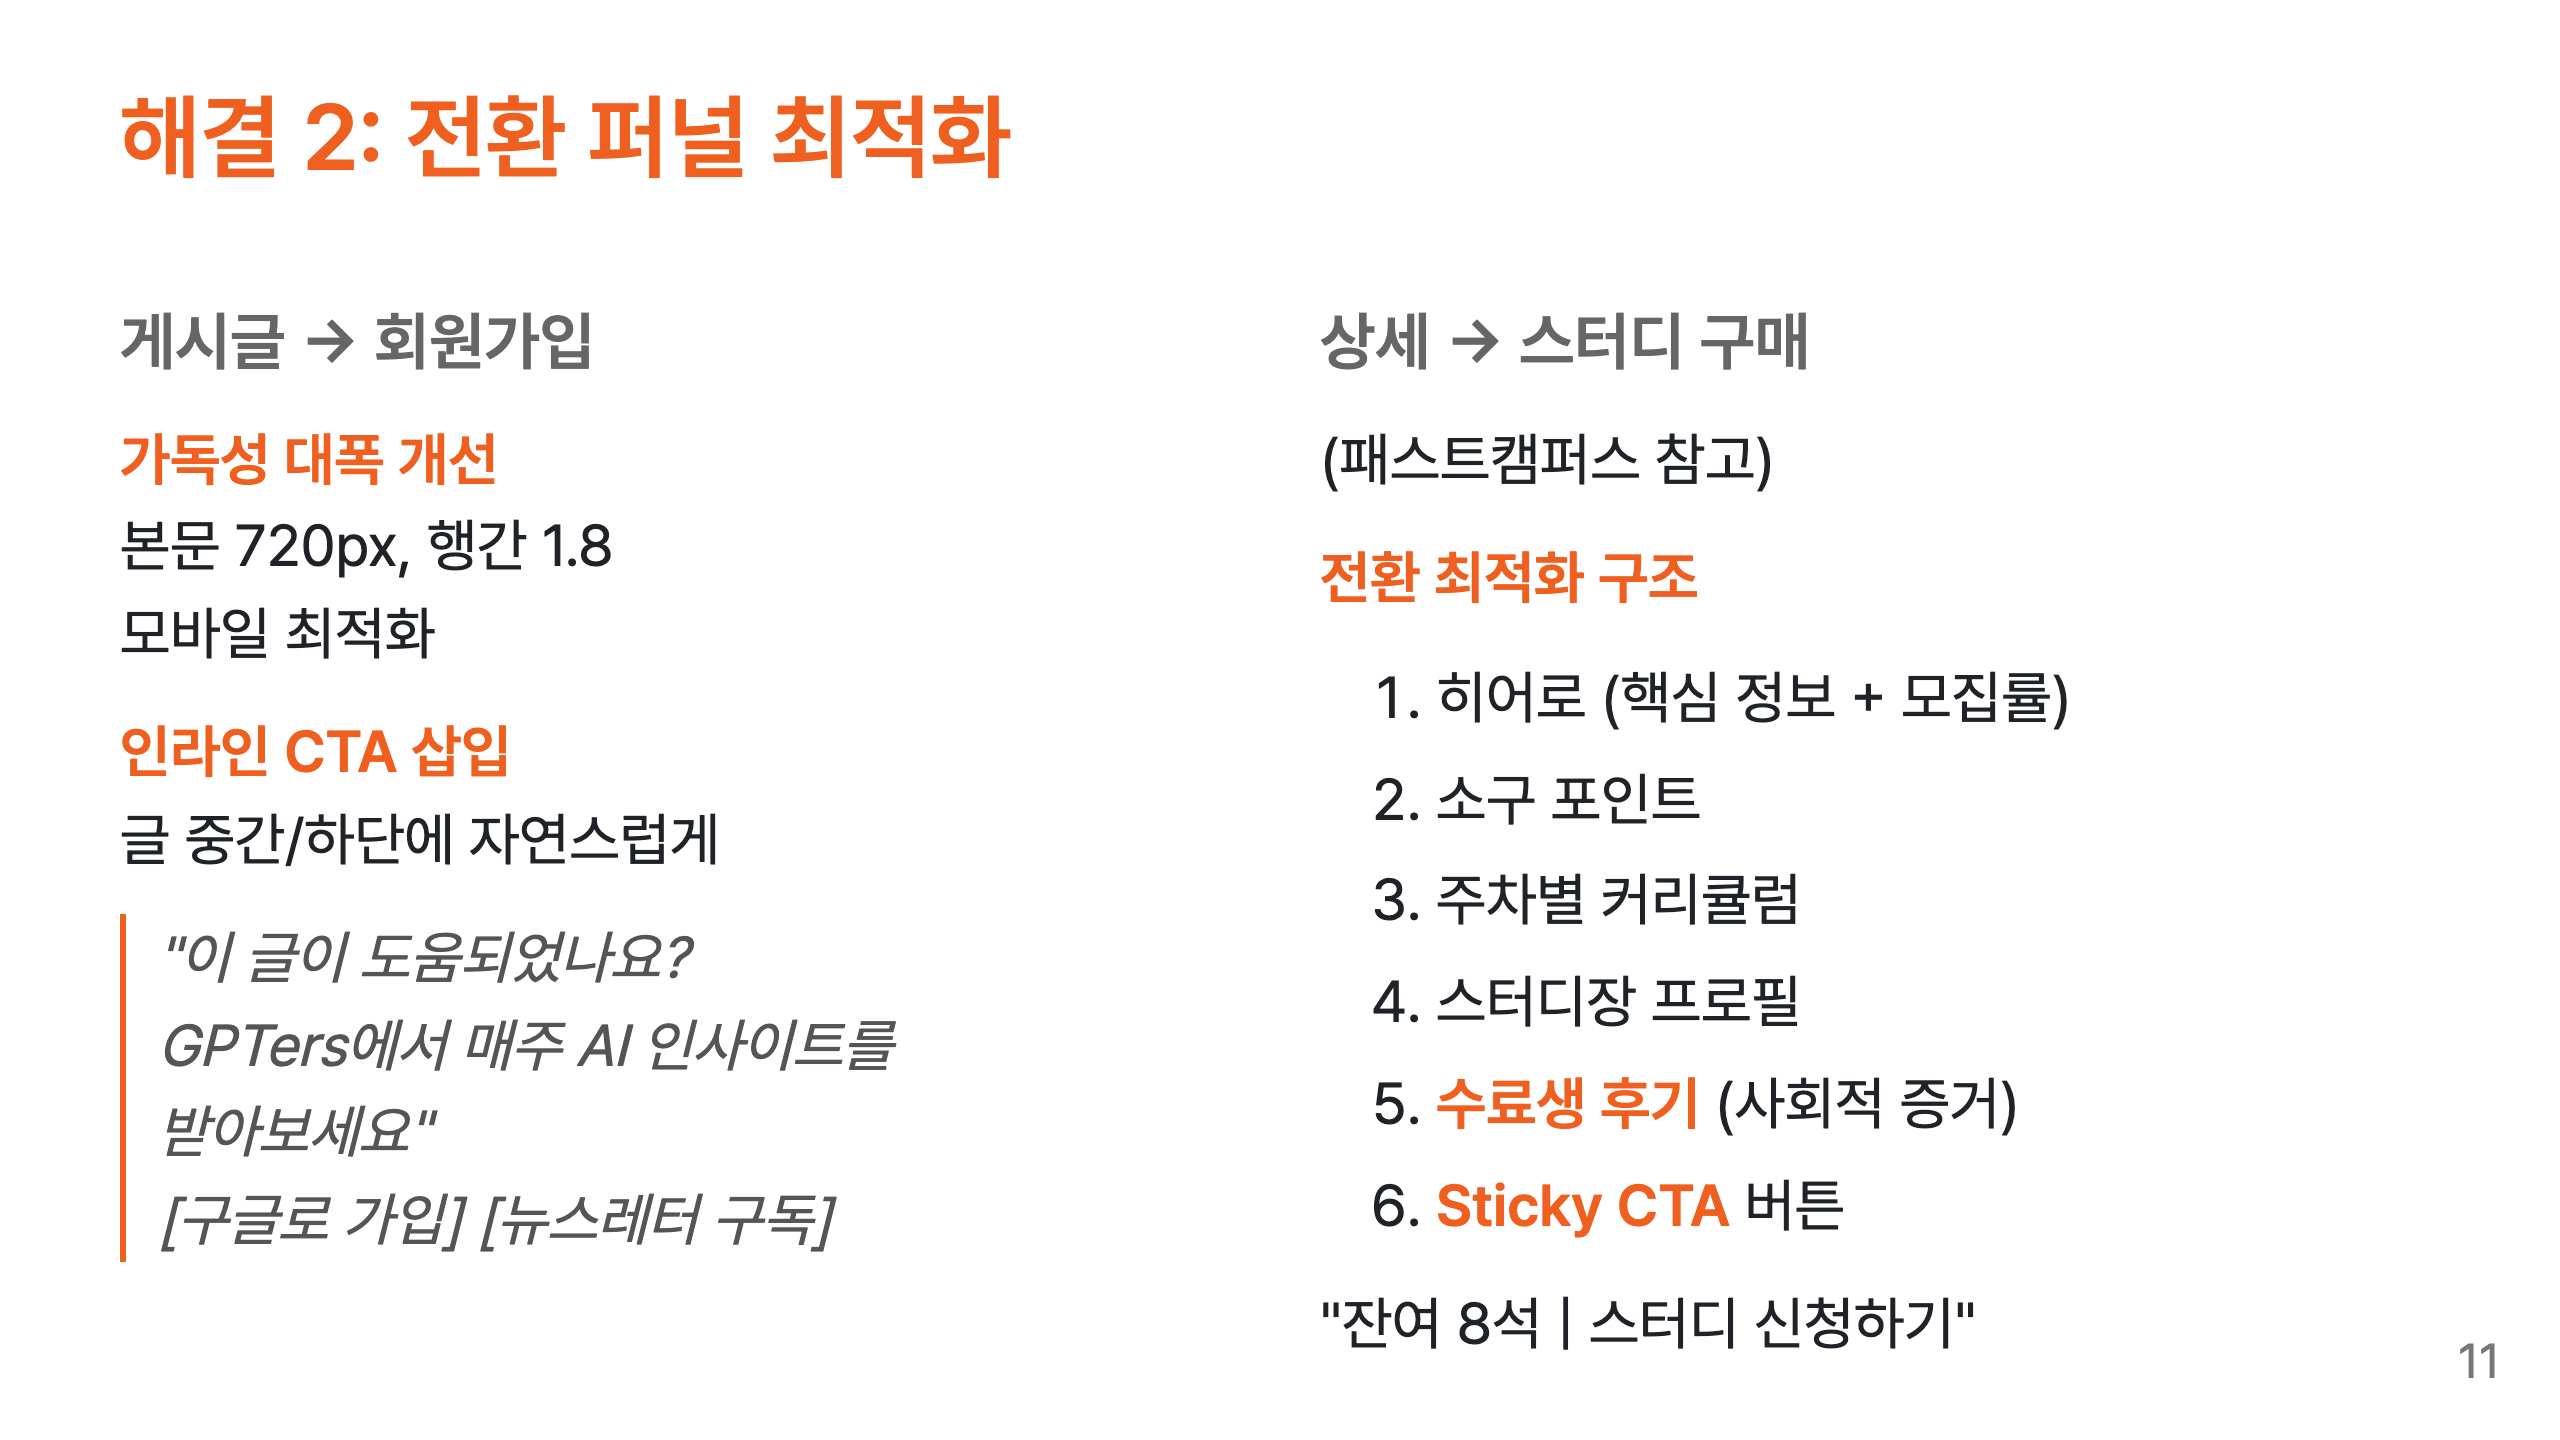 해결 2: 전환 퍼널 최적화
게시글 → 회원가입
가독성 대폭 개선
본문 720px, 행간 1.8
모바일 최적화
인라인 CTA 삽입
글 중간/하단에 자연스럽게
"이 글이 도움되었나요?
GPTers에서 매주 AI 인사이트를
받아보세요"
[구글로 가입] [뉴스레터 구독]
상세 → 스터디 구매
(패스트캠퍼스 참고)
전환 최적화 구조
1. 히어로 (핵심 정보 + 모집률)
2. 소구 포인트
3. 주차별 커리큘럼
4. 스터디장 프로필
5. 수료생 후기 (사회적 증거)
6. Sticky CTA 버튼
"잔여 8석 | 스터디 신청하기"
11